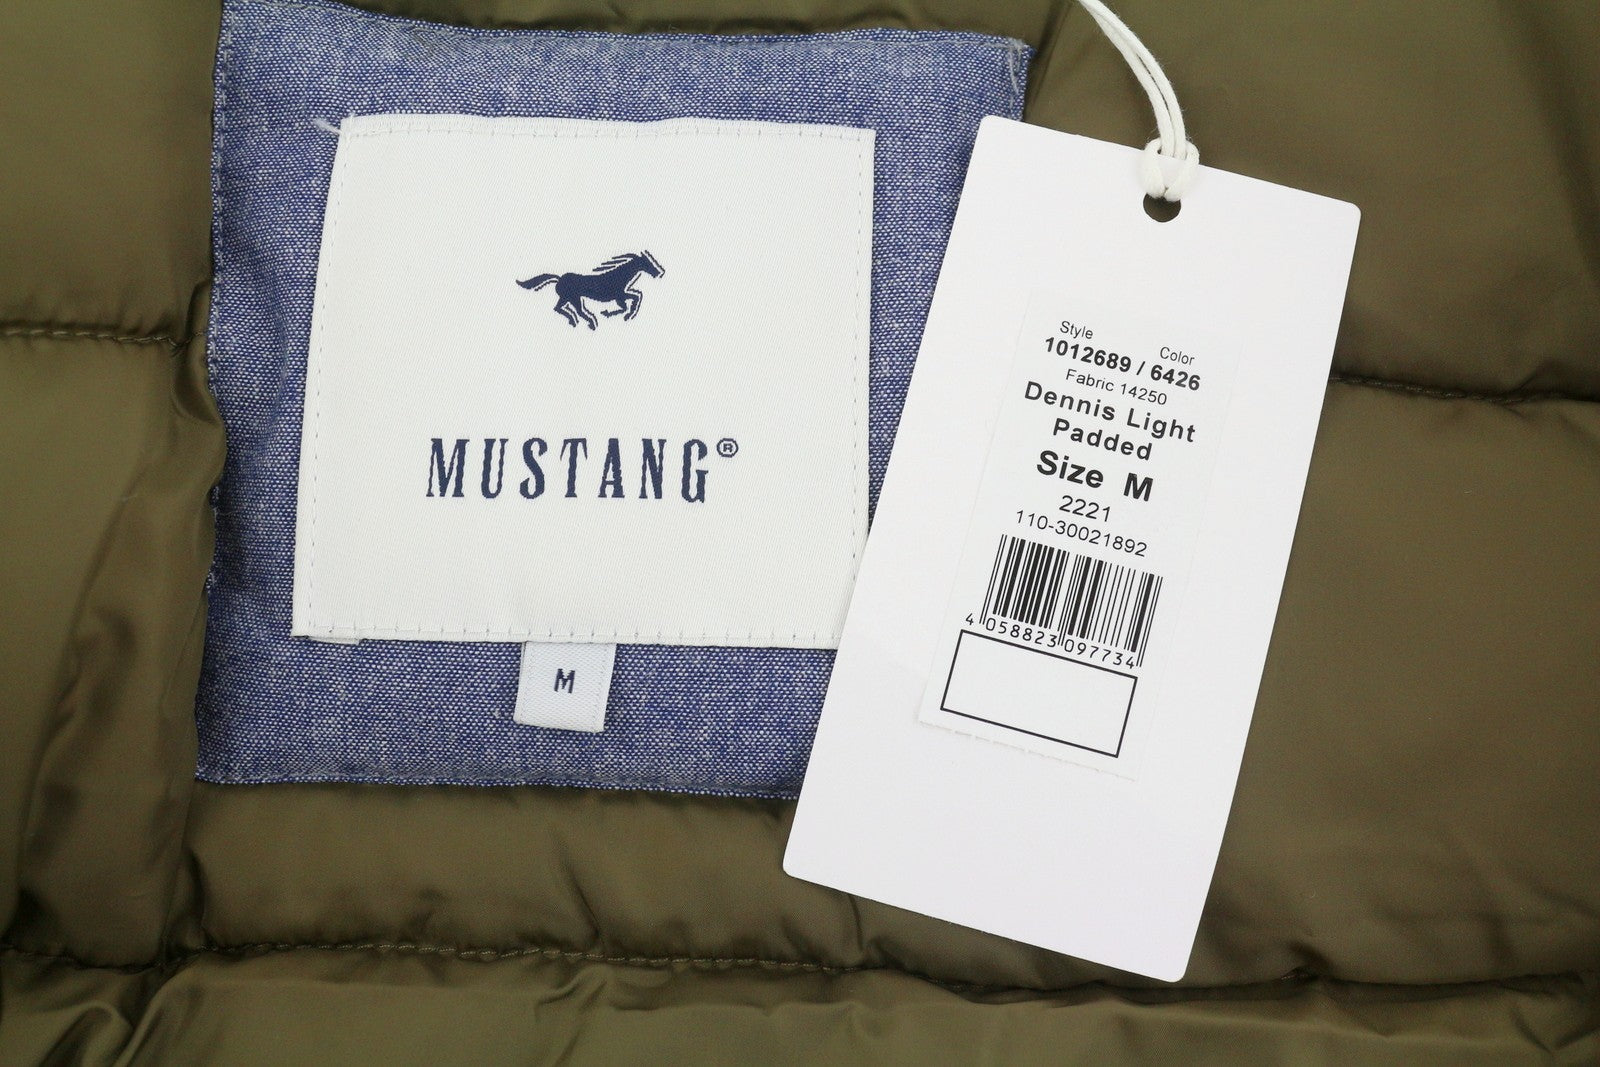 MUSTANG®
M
Style
Color
1012689 / 6426
Fabric 14250
Dennis Light
Padded
Size M
2221
110-30021892
4 058823 097734